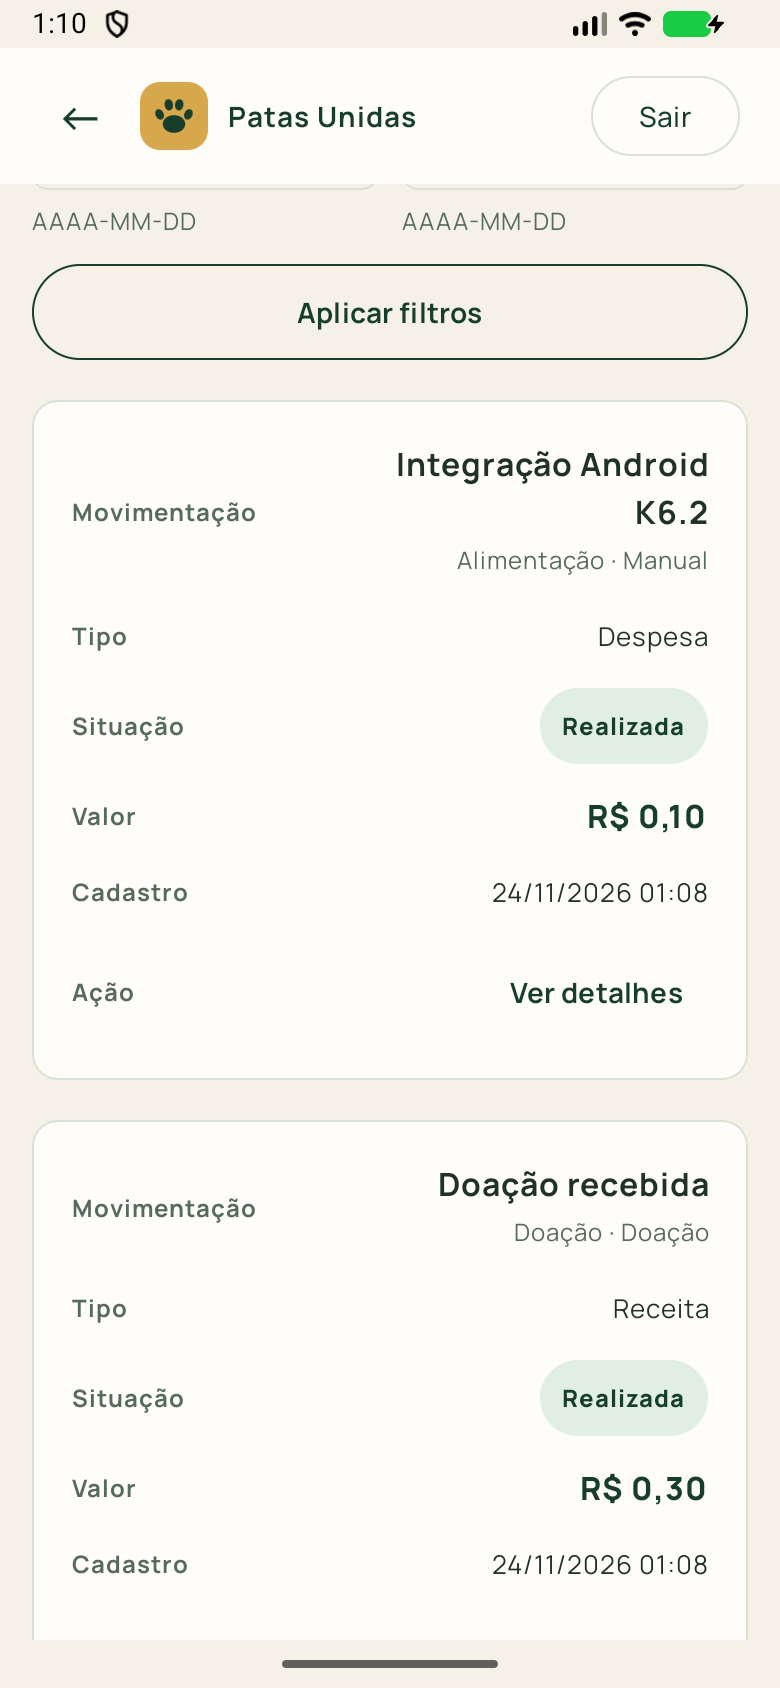 1:10
Patas Unidas
Sair
AAAA-MM-DD
AAAA-MM-DD
Aplicar filtros
Movimentação
Integração Android
K6.2
Alimentação · Manual
Tipo
Despesa
Situação
Realizada
Valor
R$ 0,10
Cadastro
24/11/2026 01:08
Ação
Ver detalhes
Movimentação
Doação recebida
Doação · Doação
Tipo
Receita
Situação
Realizada
Valor
R$ 0,30
Cadastro
24/11/2026 01:08